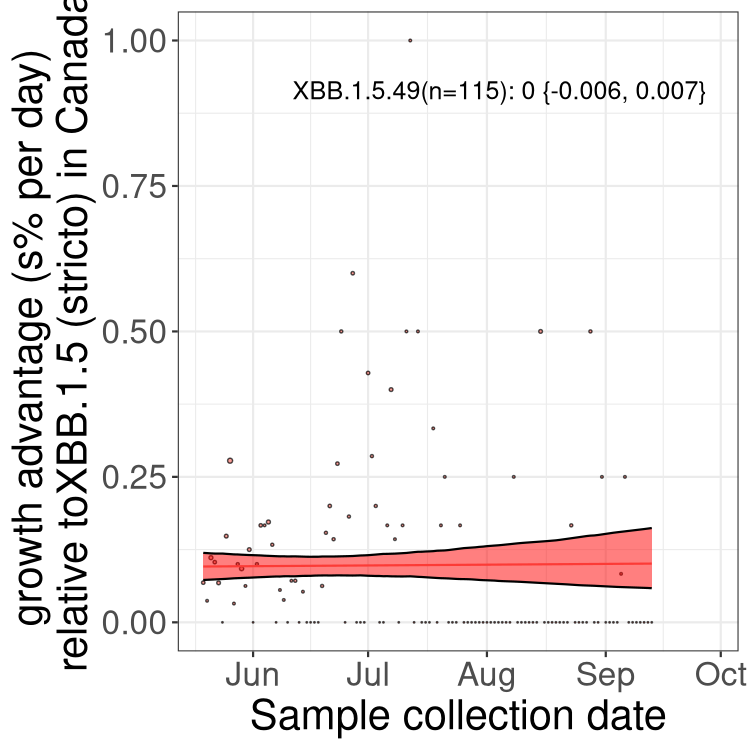 growth advantage (s% per day)
relative toXBB.1.5 (stricto) in Canada
1.00
0.75
0.50
0.25
0.00
XBB.1.5.49(n=115): 0 {-0.006, 0.007}
Jun Jul Aug Sep Oct
Sample collection date